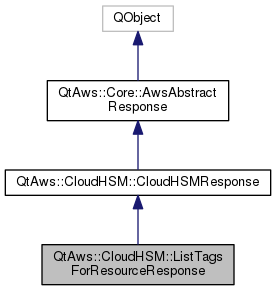 QObject
QtAws::Core::AwsAbstract
Response
QtAws::CloudHSM::CloudHSMResponse
QtAws::CloudHSM::ListTags
ForResourceResponse